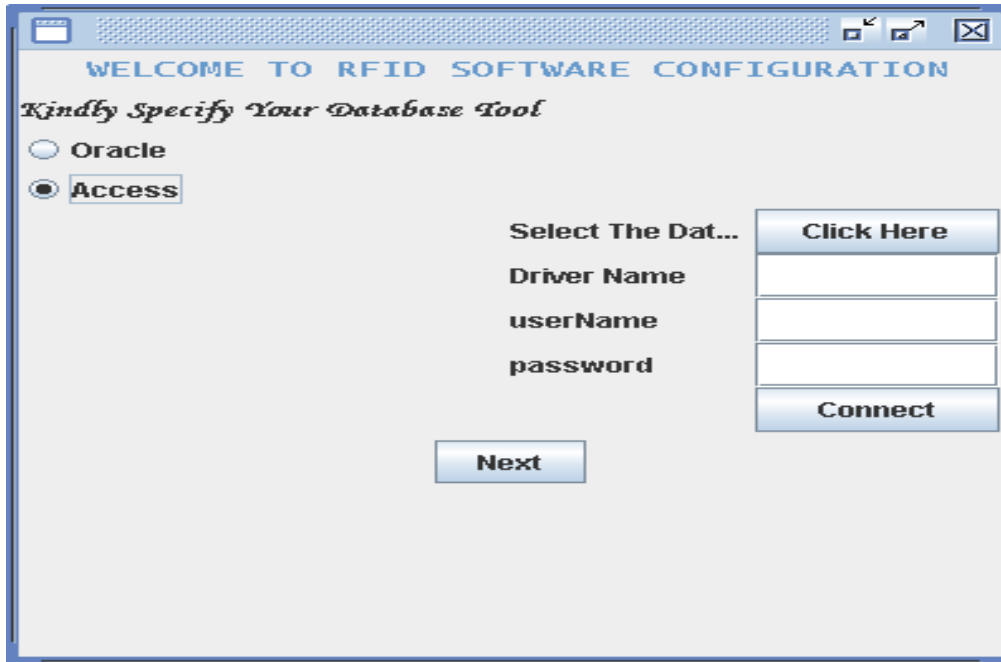 WELCOME TO RFID SOFTWARE CONFIGURATION
Kindly Specify Your Database Tool
Oracle
Access
Select The Dat... Click Here
Driver Name
userName
password
Connect
Next